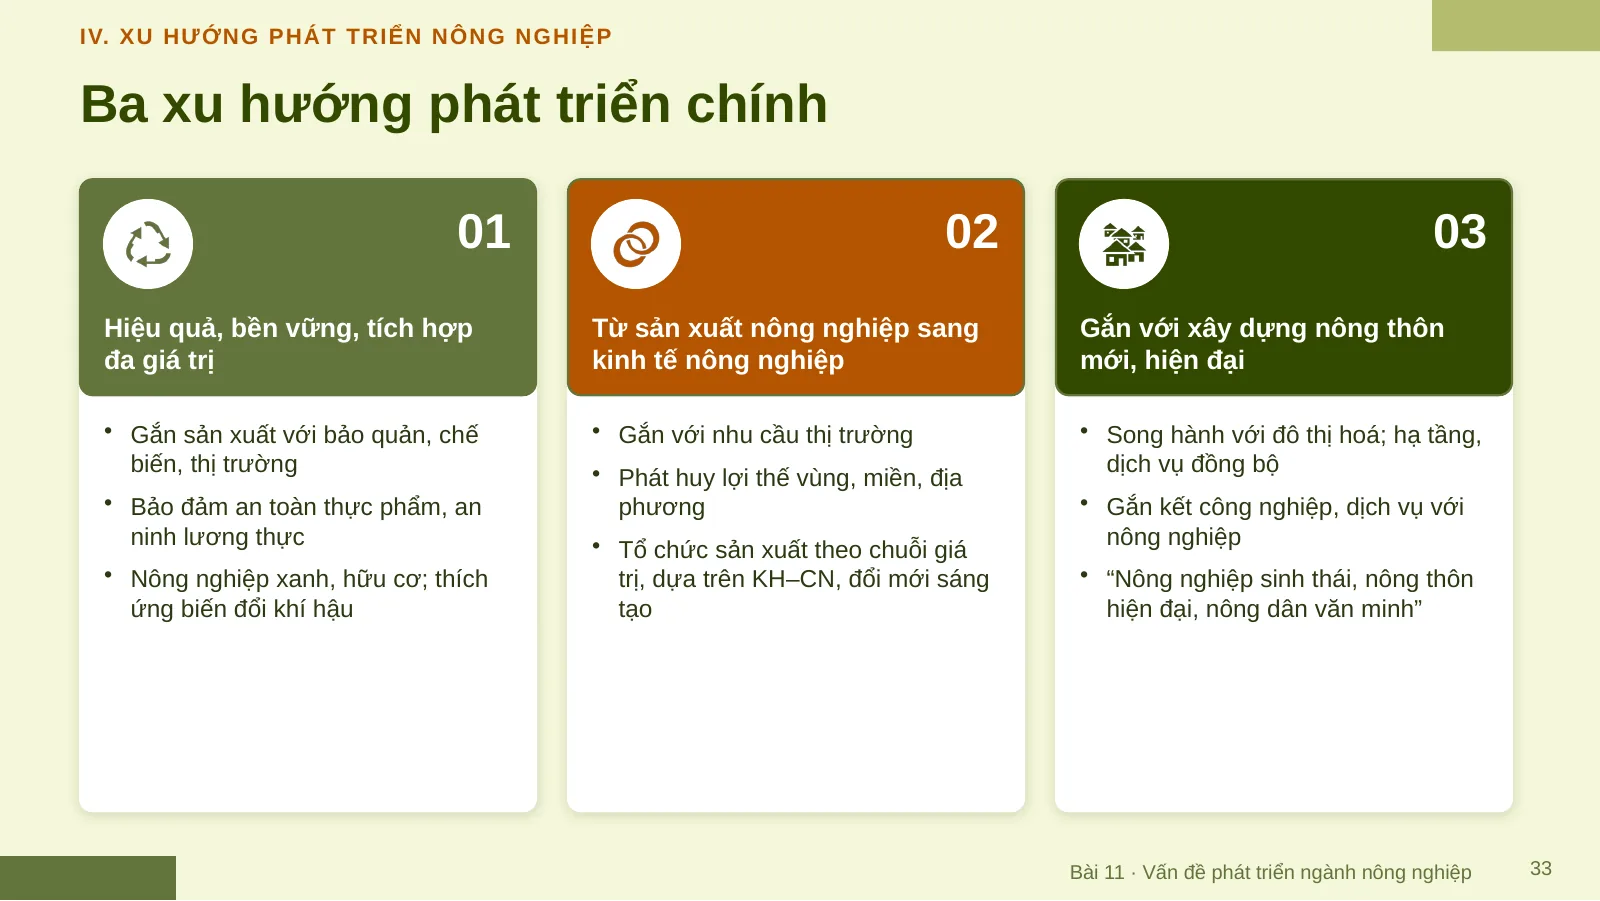 IV. XU HƯỚNG PHÁT TRIỂN NÔNG NGHIỆP
Ba xu hướng phát triển chính
01
Hiệu quả, bền vững, tích hợp
đa giá trị
• Gắn sản xuất với bảo quản, chế
biến, thị trường
• Bảo đảm an toàn thực phẩm, an
ninh lương thực
• Nông nghiệp xanh, hữu cơ; thích
ứng biến đổi khí hậu
02
Từ sản xuất nông nghiệp sang
kinh tế nông nghiệp
• Gắn với nhu cầu thị trường
• Phát huy lợi thế vùng, miền, địa
phương
• Tổ chức sản xuất theo chuỗi giá
trị, dựa trên KH–CN, đổi mới sáng
tạo
03
Gắn với xây dựng nông thôn
mới, hiện đại
• Song hành với đô thị hoá; hạ tầng,
dịch vụ đồng bộ
• Gắn kết công nghiệp, dịch vụ với
nông nghiệp
• “Nông nghiệp sinh thái, nông thôn
hiện đại, nông dân văn minh”
Bài 11 · Vấn đề phát triển ngành nông nghiệp
33